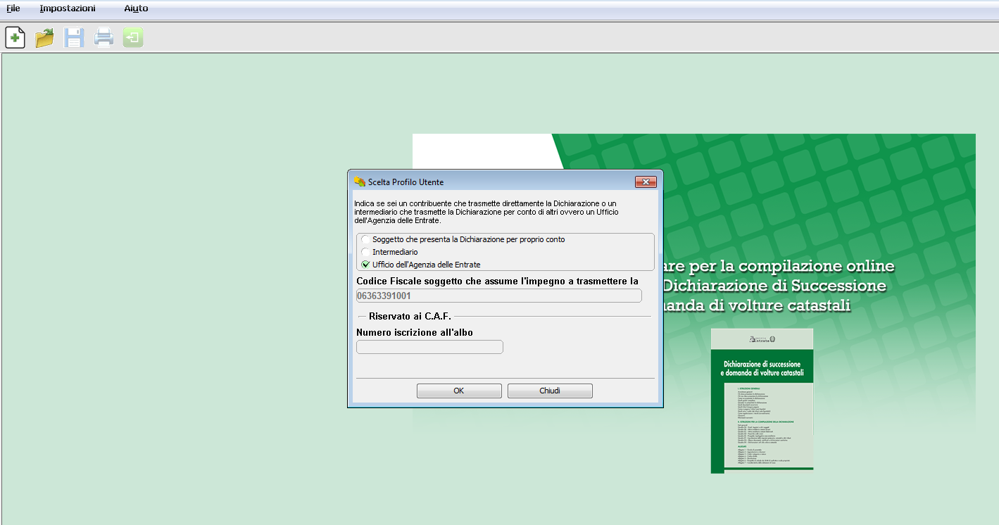 File Impostazioni Aiuto
Scelta Profilo Utente
Indica se sei un contribuente che trasmette direttamente la Dichiarazione o un
intermediario che trasmette la Dichiarazione per conto di altri ovvero un Ufficio
dell'Agenzia delle Entrate.
Soggetto che presenta la Dichiarazione per proprio conto
Intermediario
Ufficio dell'Agenzia delle Entrate
Codice Fiscale soggetto che assume l'impegno a trasmettere la
06363391001
Riservato ai C.A.F.
Numero iscrizione all'albo
OK Chiudi
are per la compilazione online
Dichiarazione di Successione
manda di volture catastali
Dichiarazione di successione
e domanda di volture catastali